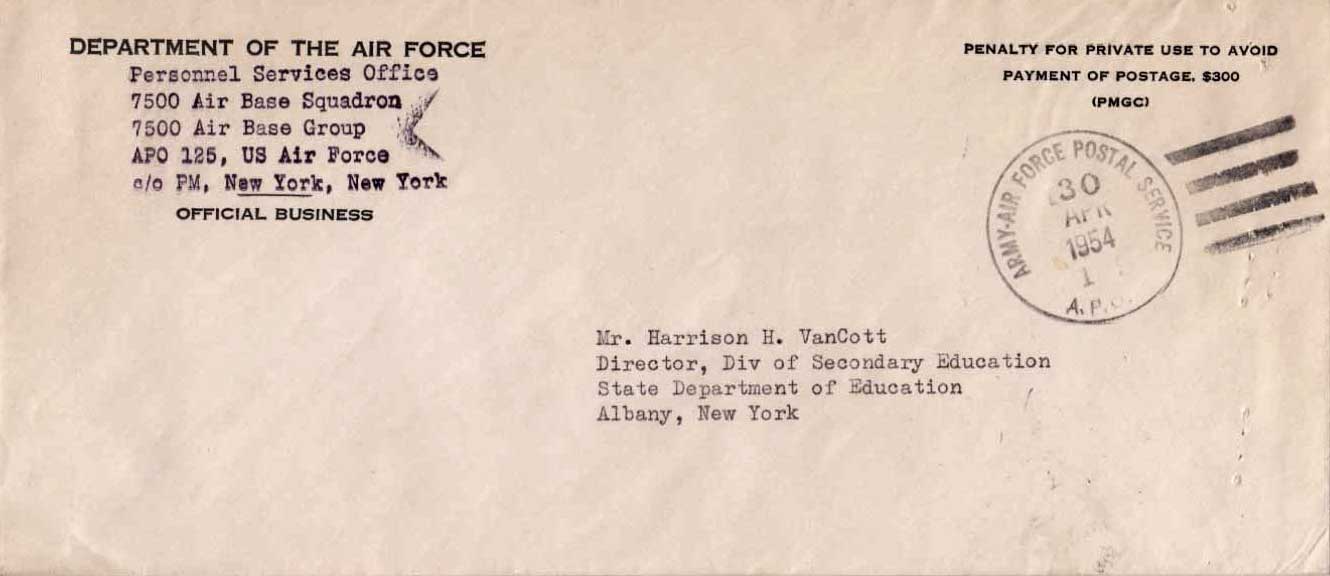 DEPARTMENT OF THE AIR FORCE
Personnel Services Office
7500 Air Base Squadron
7500 Air Base Group
APO 125, US Air Force
c/o PM, New York, New York
OFFICIAL BUSINESS
PENALTY FOR PRIVATE USE TO AVOID
PAYMENT OF POSTAGE, $300
(PMGC)
ARMY-AIR FORCE POSTAL SERVICE
30
APR
1954
1
A.P.O.
Mr. Harrison H. VanCott
Director, Div of Secondary Education
State Department of Education
Albany, New York